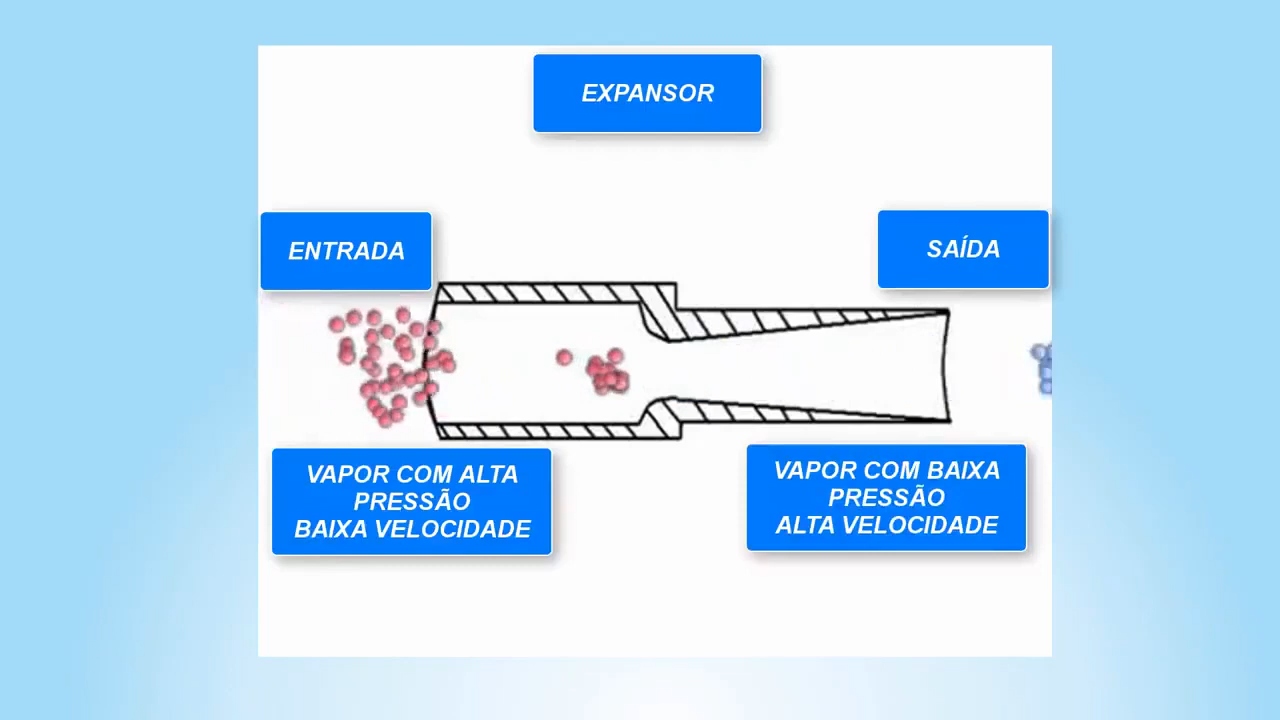 EXPANSOR
ENTRADA
SAÍDA
VAPOR COM ALTA
PRESSÃO
BAIXA VELOCIDADE
VAPOR COM BAIXA
PRESSÃO
ALTA VELOCIDADE